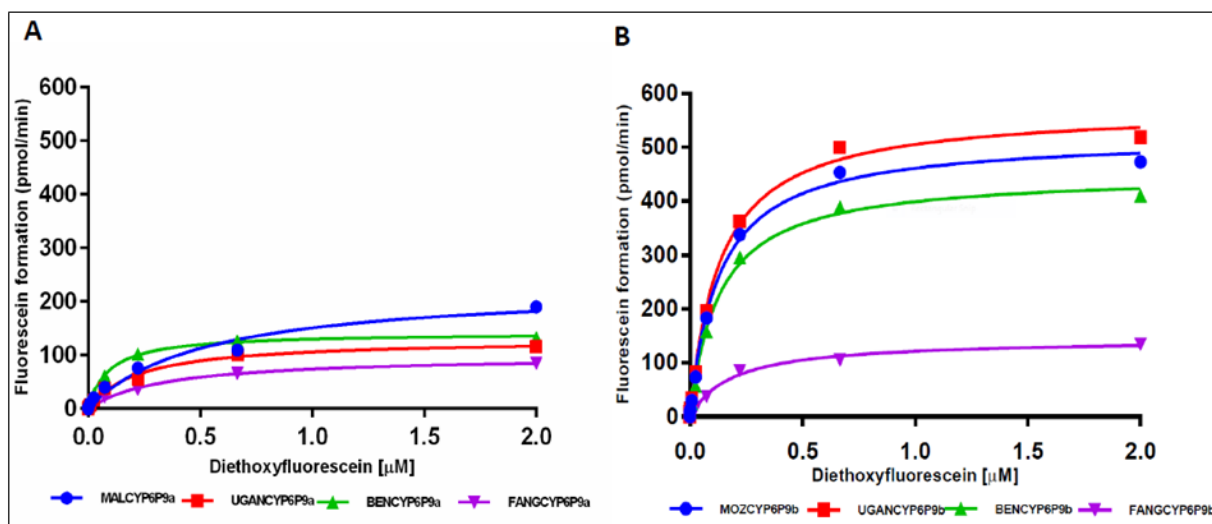 A
Fluorescein formation (pmol/min)
600
500
400
300
200
100
0
0.0 0.5 1.0 1.5 2.0
Diethoxyfluorescein [µM]
MALCYP6P9a UGANCYP6P9a BENCYP6P9a FANGCYP6P9a
B
Fluorescein formation (pmol/min)
600
500
400
300
200
100
0
0.0 0.5 1.0 1.5 2.0
Diethoxyfluorescein [µM]
MOZCYP6P9b UGANCYP6P9b BENCYP6P9b FANGCYP6P9b